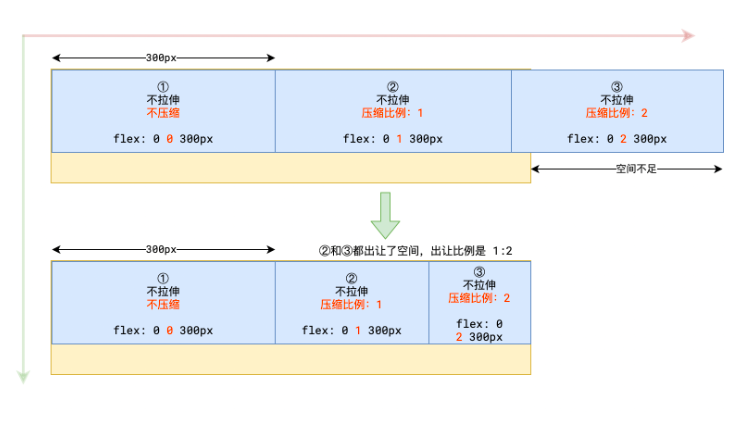 300px
①
不拉伸
不压缩
flex: 0 0 300px
②
不拉伸
压缩比例: 1
flex: 0 1 300px
③
不拉伸
压缩比例: 2
flex: 0 2 300px
空间不足
300px
②和③都出让了空间, 出让比例是 1:2
①
不拉伸
不压缩
flex: 0 0 300px
②
不拉伸
压缩比例: 1
flex: 0 1 300px
③
不拉伸
压缩比例: 2
flex: 0
2 300px